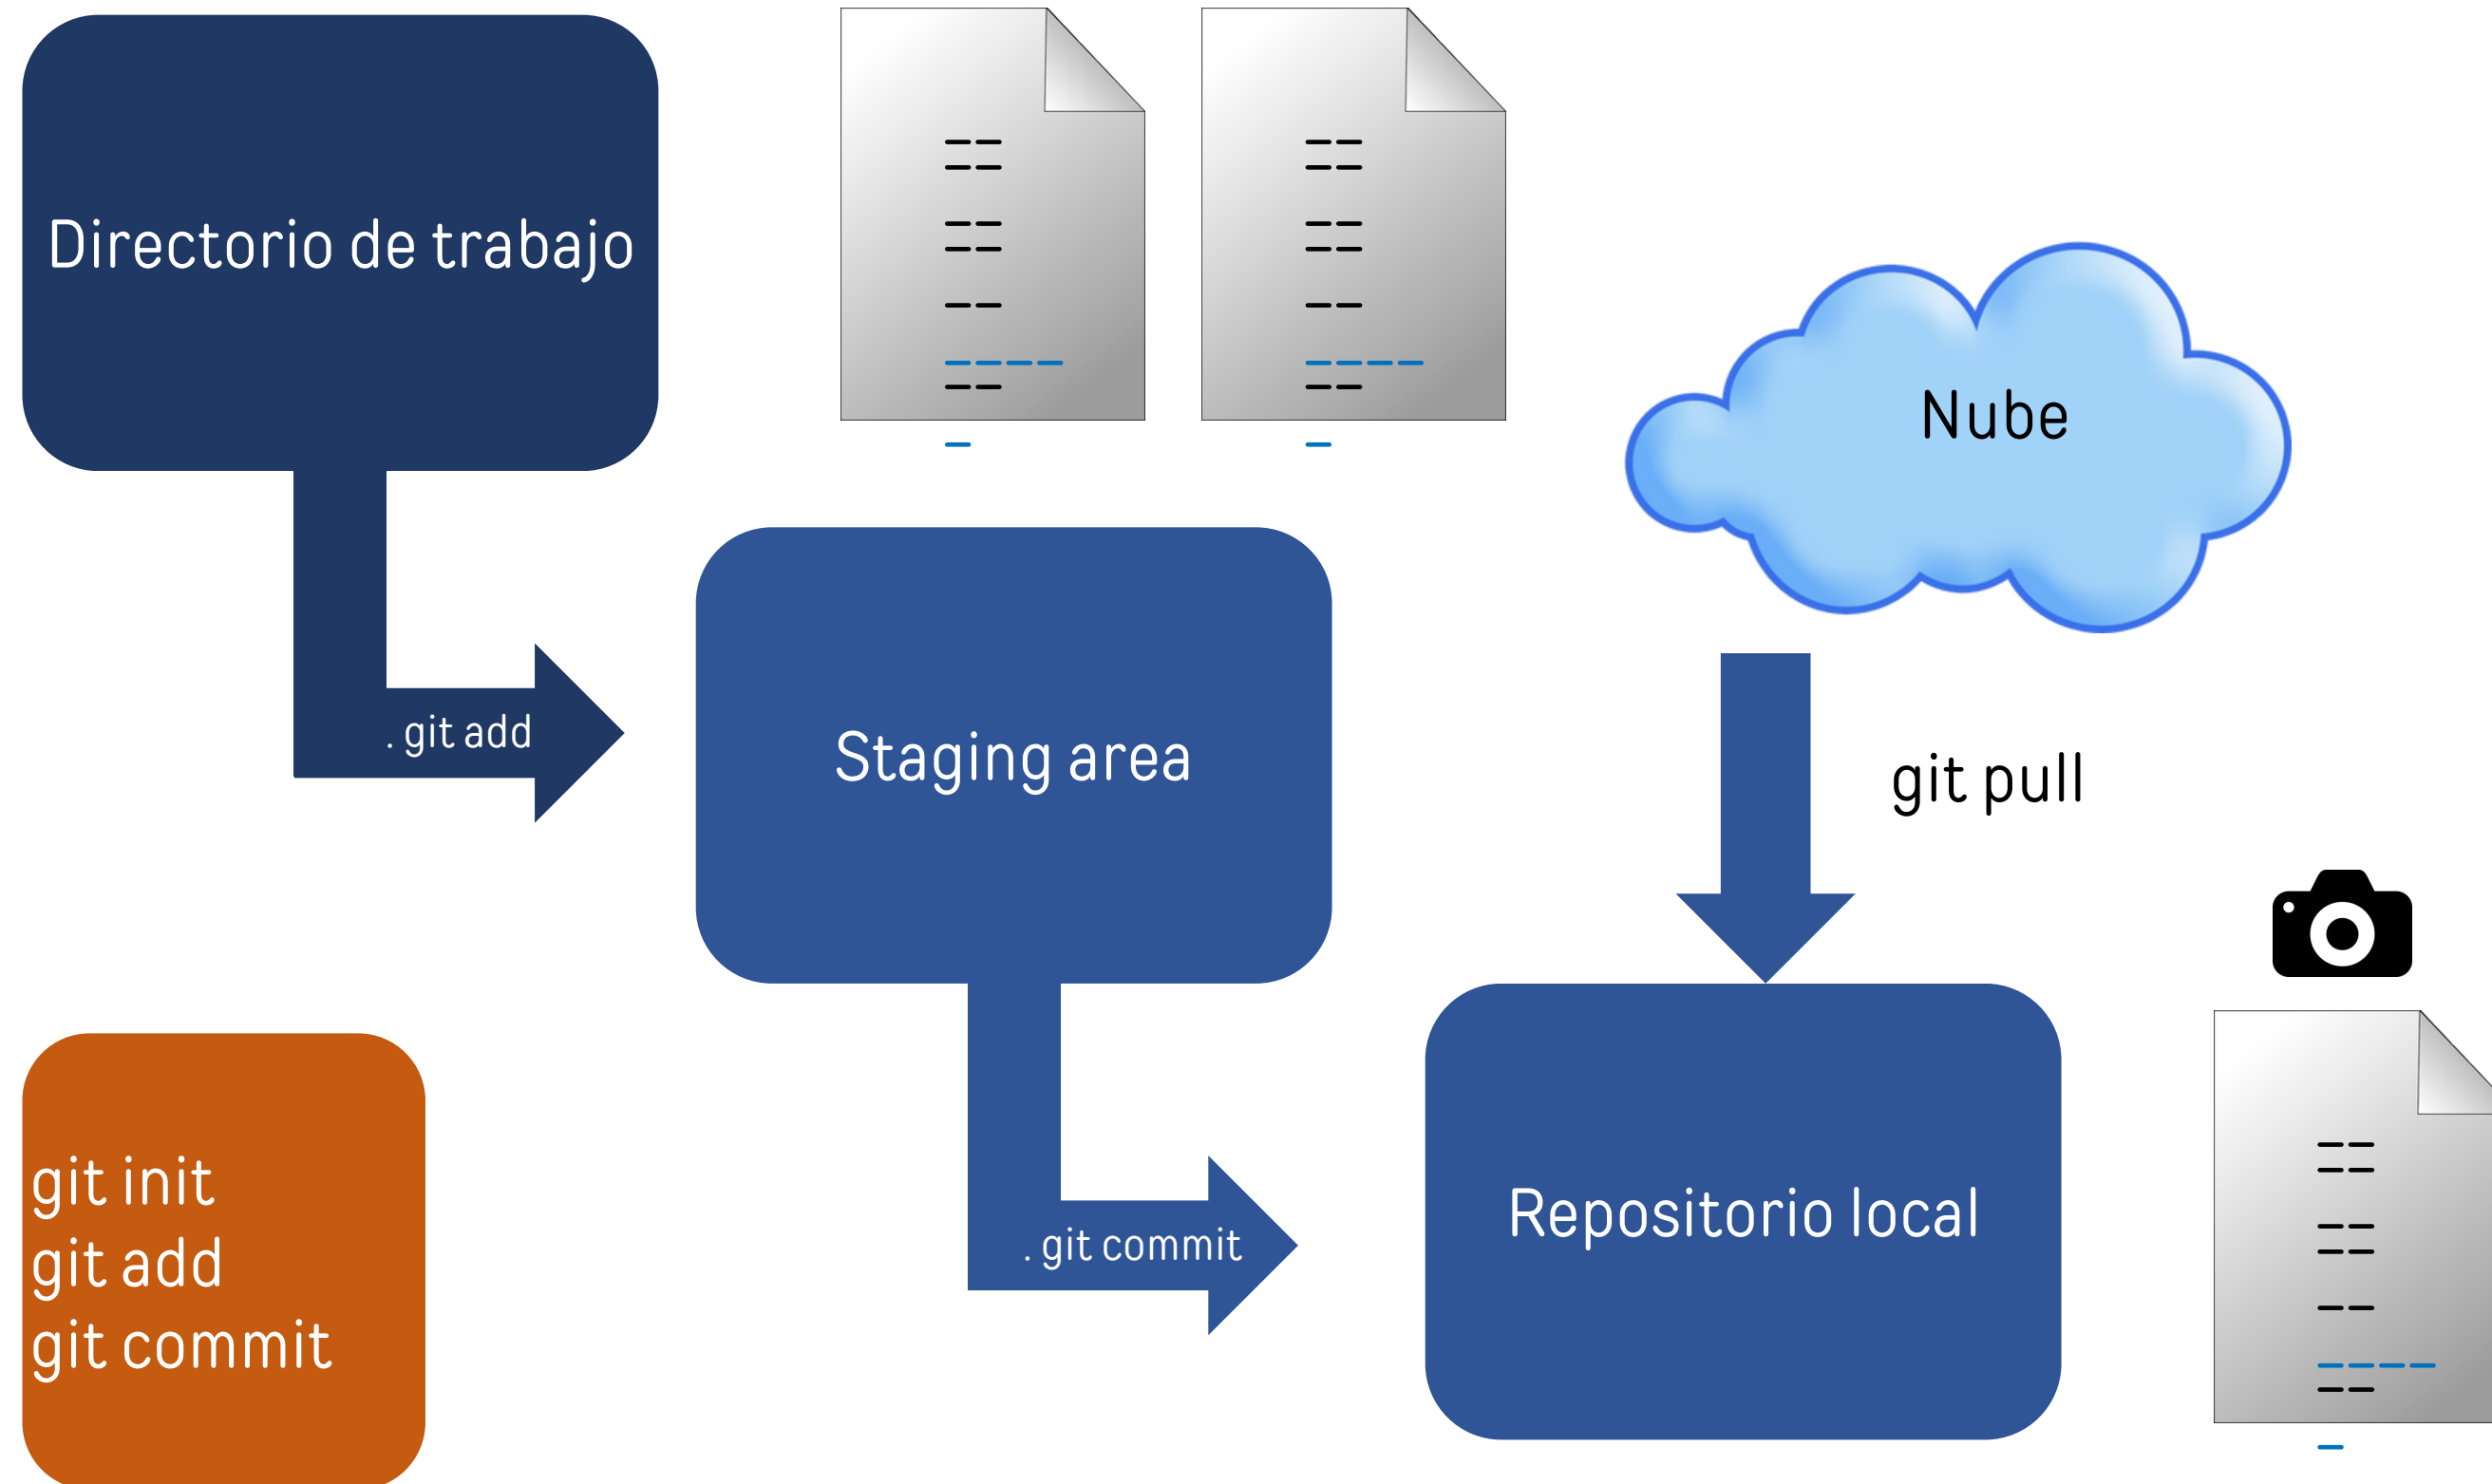 Directorio de trabajo
Nube
. git add
Staging area
git pull
git init
git add
git commit
. git commit
Repositorio local